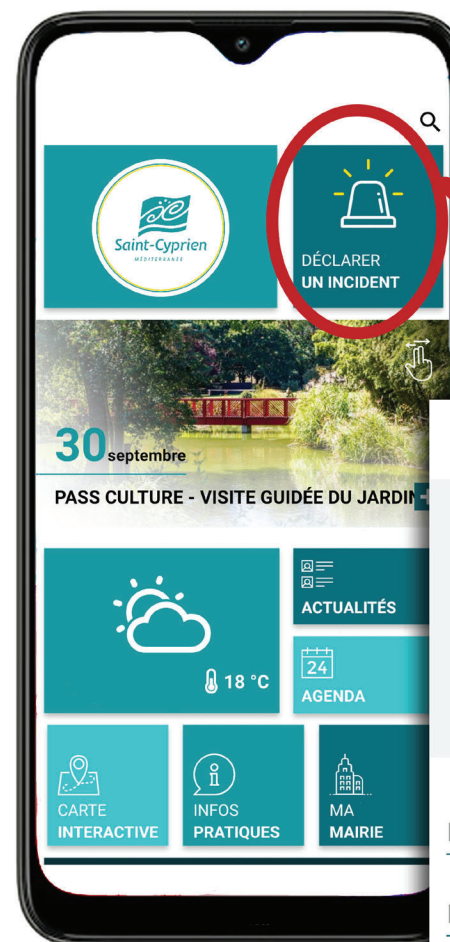 Saint-Cyprien
MÉDITERRANÉE
DÉCLARER
UN INCIDENT
30 septembre
PASS CULTURE - VISITE GUIDÉE DU JARDIN
18 °C
ACTUALITÉS
24
AGENDA
CARTE
INTERACTIVE
INFOS
PRATIQUES
MA
MAIRIE